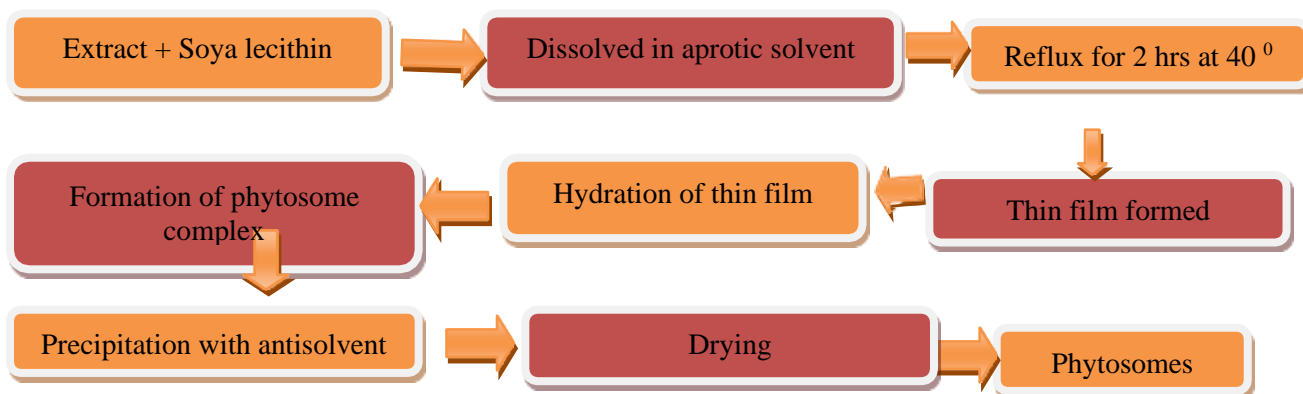 Extract + Soya lecithin
Dissolved in aprotic solvent
Reflux for 2 hrs at 40 ⁰
Thin film formed
Hydration of thin film
Formation of phytosome
complex
Precipitation with antisolvent
Drying
Phytosomes